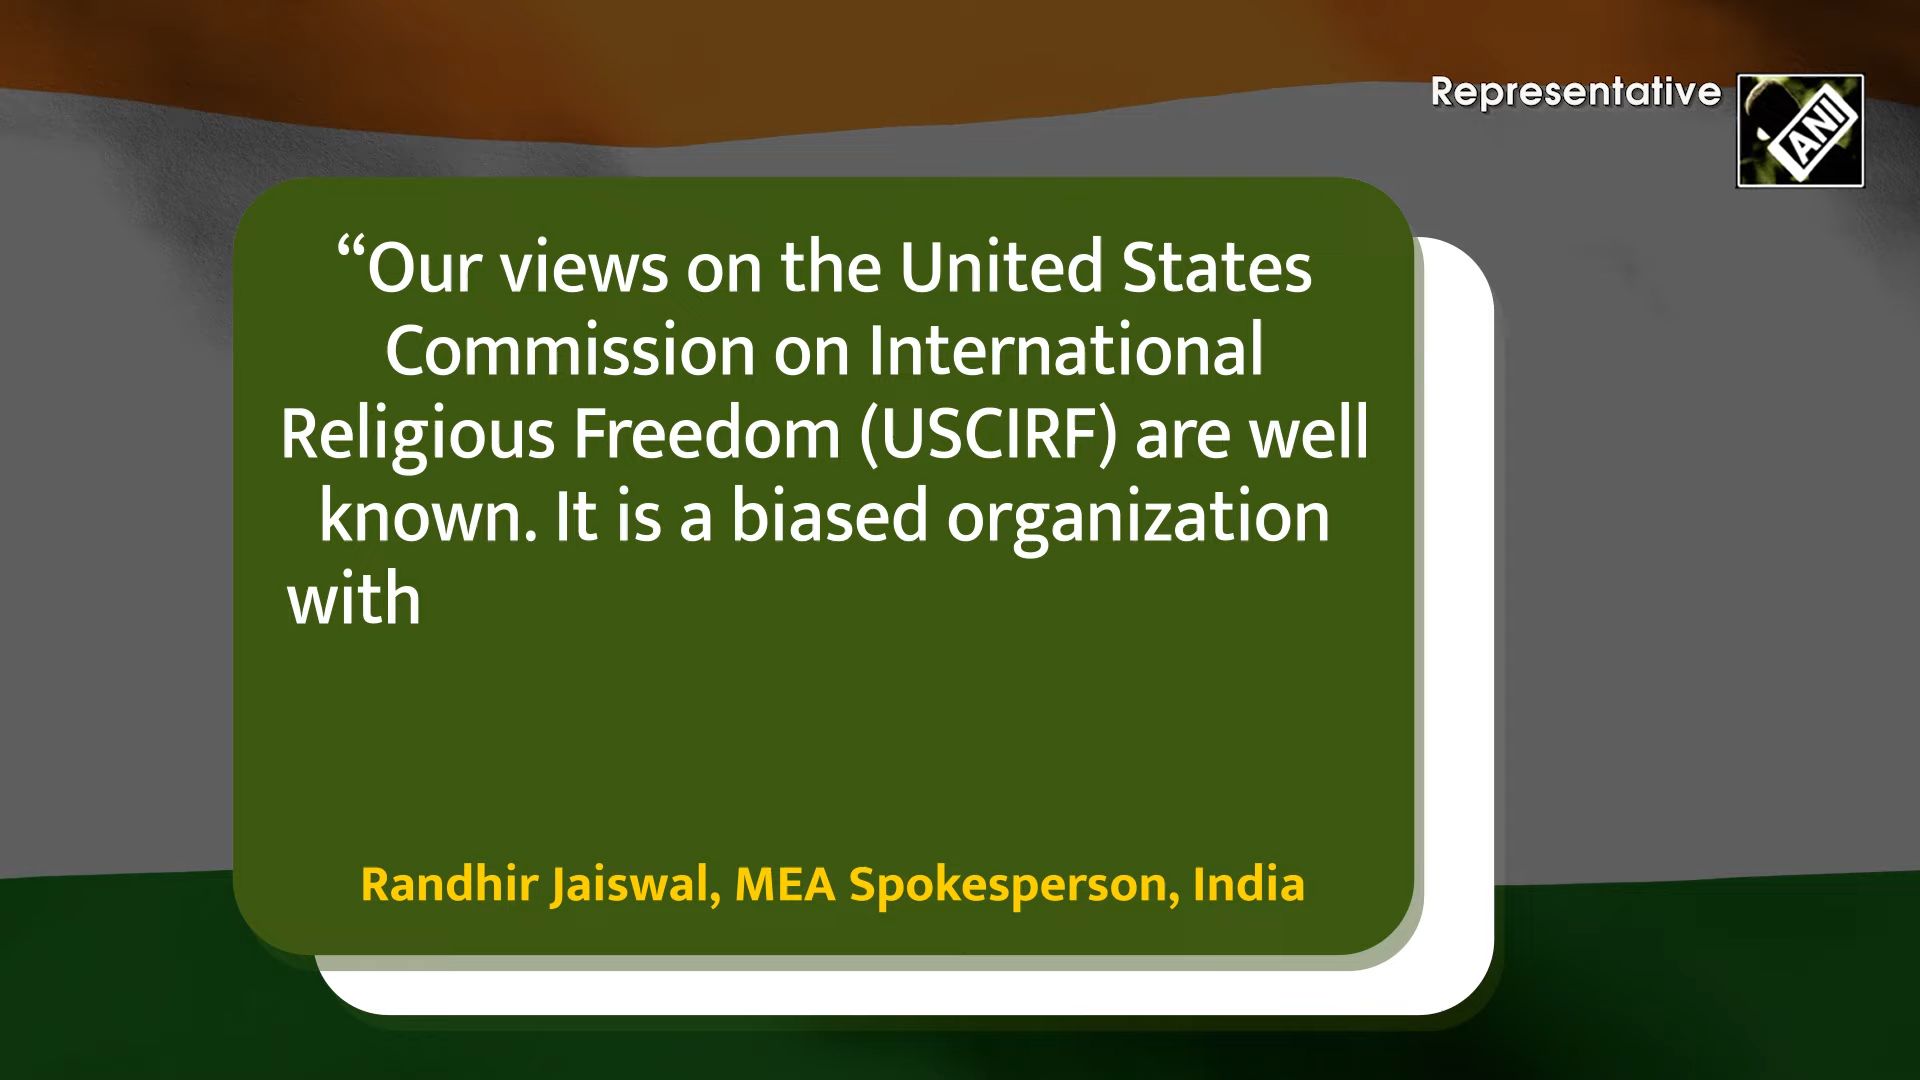 Representative
ANI
“Our views on the United States
Commission on International
Religious Freedom (USCIRF) are well
known. It is a biased organization
with
Randhir Jaiswal, MEA Spokesperson, India